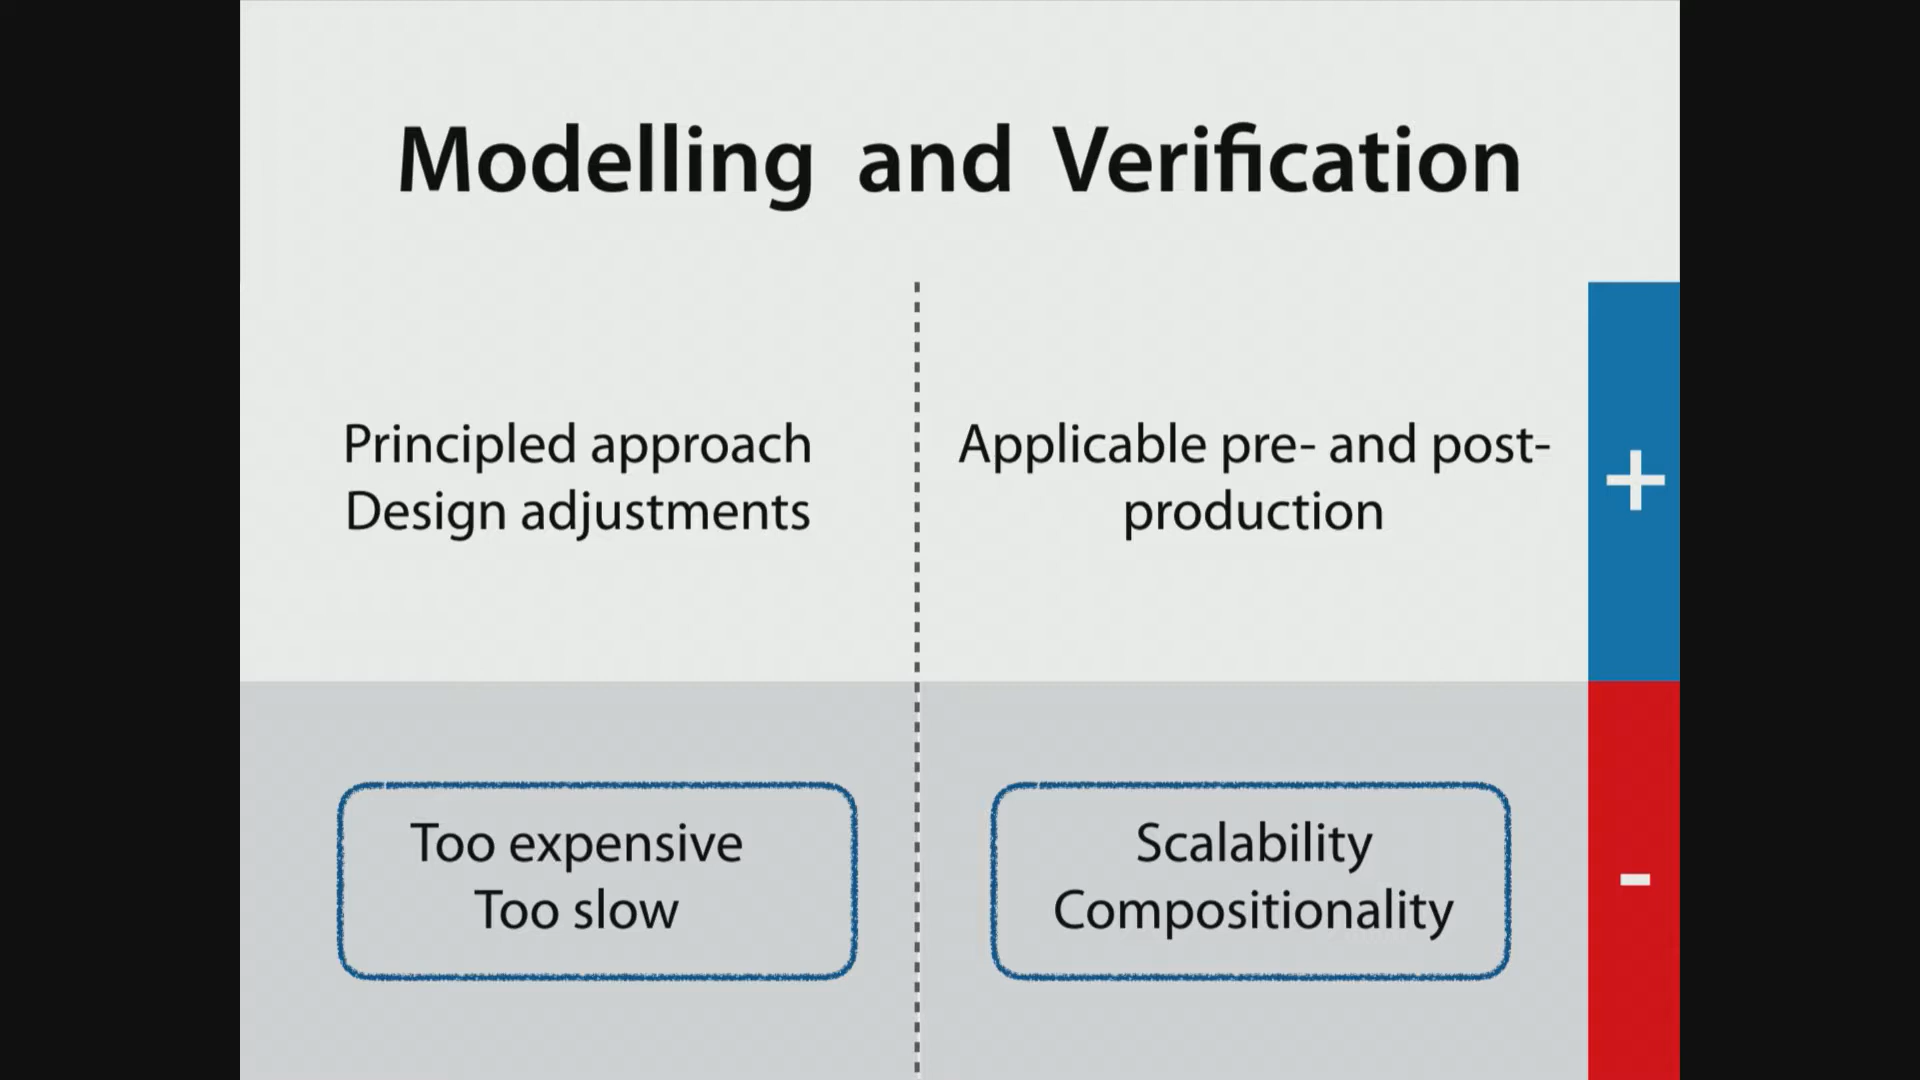 Modelling and Verification
Principled approach
Design adjustments
Applicable pre- and post-
production
+
Too expensive
Too slow
Scalability
Compositionality
-